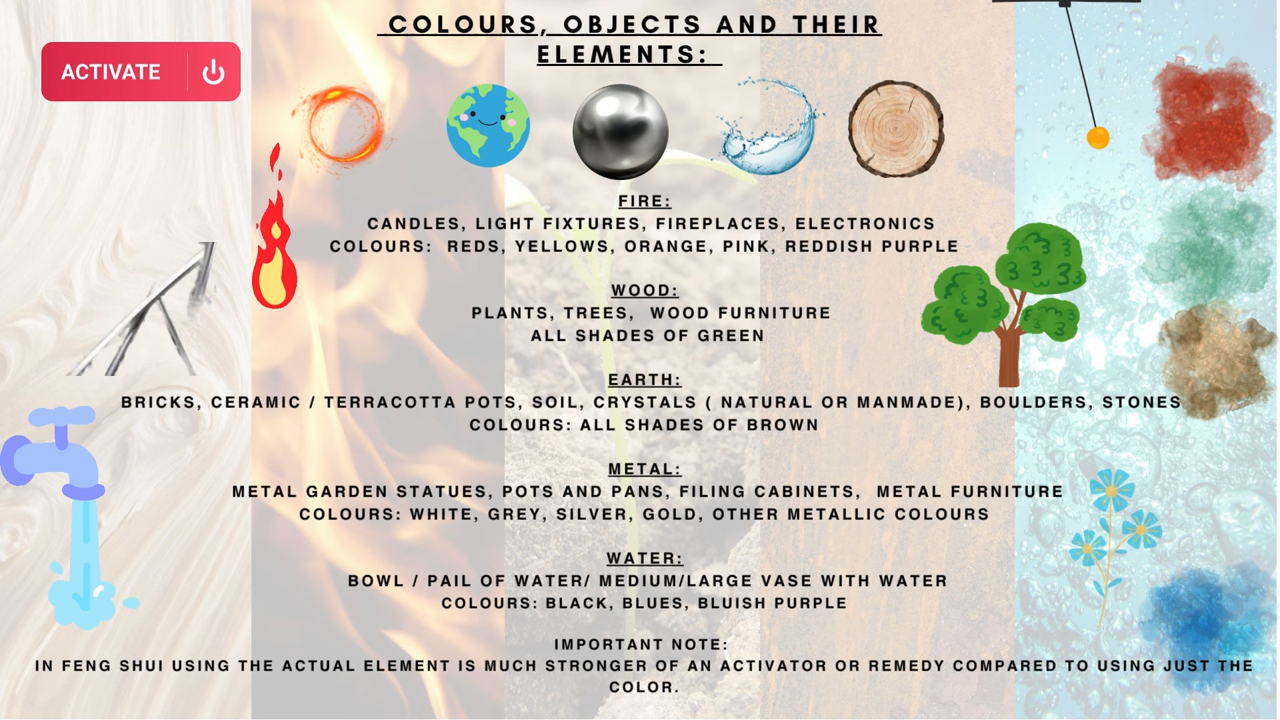 COLOURS, OBJECTS AND THEIR
ELEMENTS:
ACTIVATE
FIRE:
CANDLES, LIGHT FIXTURES, FIREPLACES, ELECTRONICS
COLOURS: REDS, YELLOWS, ORANGE, PINK, REDDISH PURPLE
WOOD:
PLANTS, TREES, WOOD FURNITURE
ALL SHADES OF GREEN
EARTH:
BRICKS, CERAMIC / TERRACOTTA POTS, SOIL, CRYSTALS ( NATURAL OR MANMADE), BOULDERS, STONES
COLOURS: ALL SHADES OF BROWN
METAL:
METAL GARDEN STATUES, POTS AND PANS, FILING CABINETS, METAL FURNITURE
COLOURS: WHITE, GREY, SILVER, GOLD, OTHER METALLIC COLOURS
WATER:
BOWL / PAIL OF WATER/ MEDIUM/LARGE VASE WITH WATER
COLOURS: BLACK, BLUES, BLUISH PURPLE
IMPORTANT NOTE:
IN FENG SHUI USING THE ACTUAL ELEMENT IS MUCH STRONGER OF AN ACTIVATOR OR REMEDY COMPARED TO USING JUST THE
COLOR.